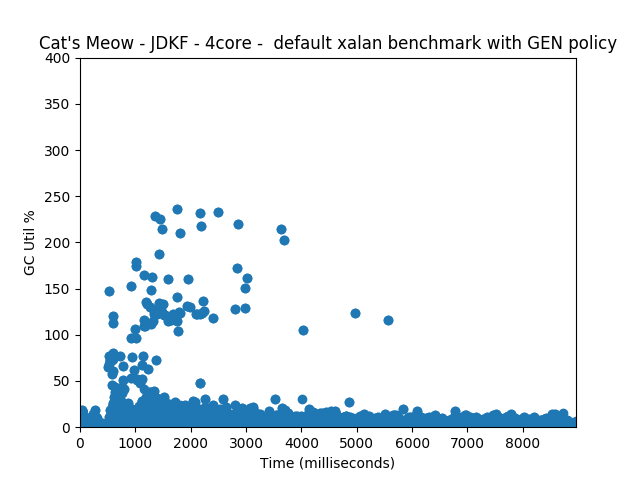 Cat's Meow - JDKF - 4core -  default xalan benchmark with GEN policy
400
350
300
250
200
150
100
50
0
GC Util %
0 1000 2000 3000 4000 5000 6000 7000 8000
Time (milliseconds)